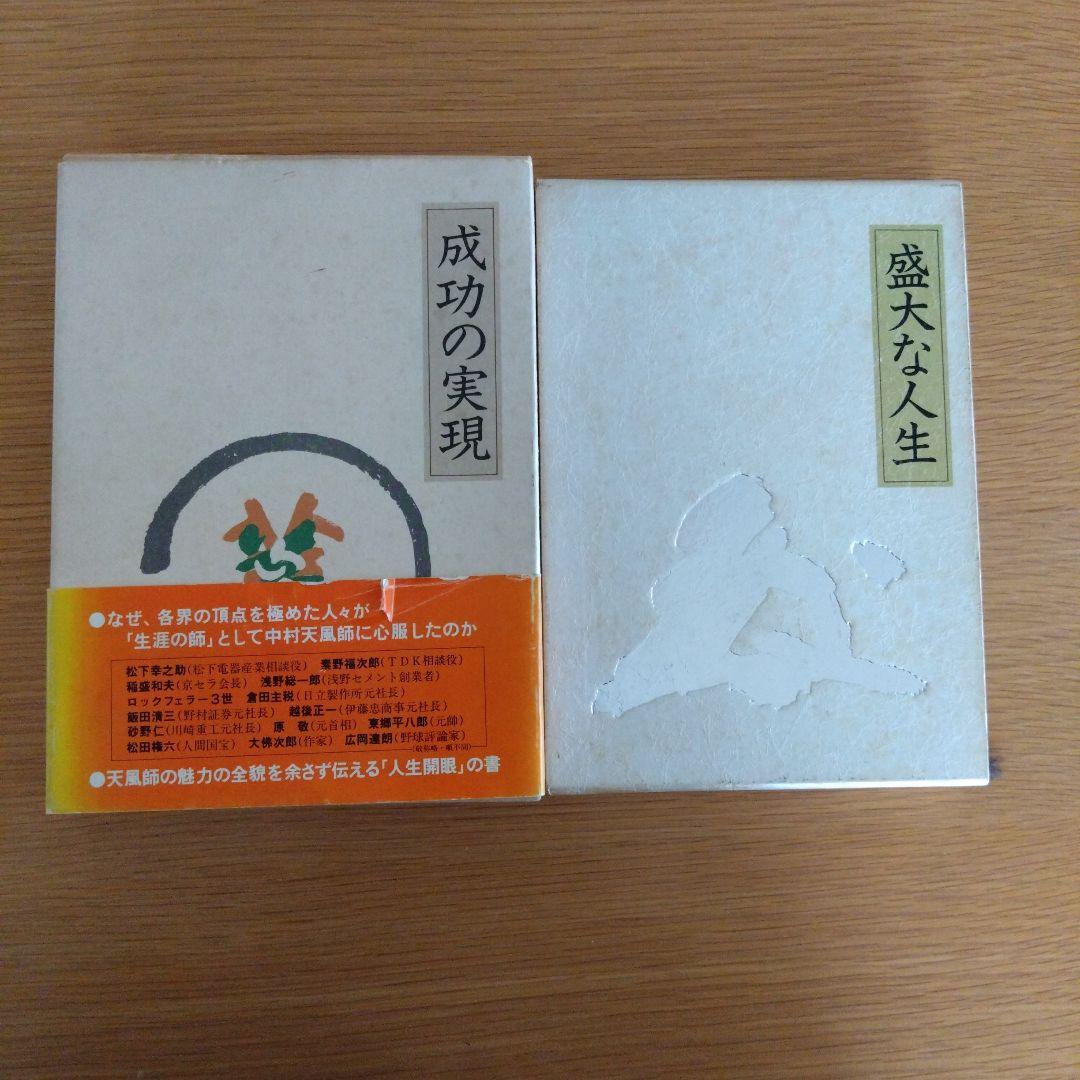 成功の実現
●なぜ、各界の頂点を極めた人々が
「生涯の師」として中村天風師に心服したのか
松下幸之助(松下電器産業相談役) 素野福次郎(TDK相談役)
稲盛和夫(京セラ会長) 浅野総一郎(浅野セメント創業者)
ロックフェラー3世 倉田主税(日立製作所元社長)
飯田清三(野村証券元社長) 越後正一(伊藤忠商事元社長)
砂野仁(川崎重工元社長) 原 敬(元首相) 東郷平八郎(元帥)
松田権六(人間国宝) 大佛次郎(作家) 広岡達朗(野球評論家)
(敬称略・順不同)
●天風師の魅力の全貌を余さず伝える「人生開眼」の書
盛大な人生